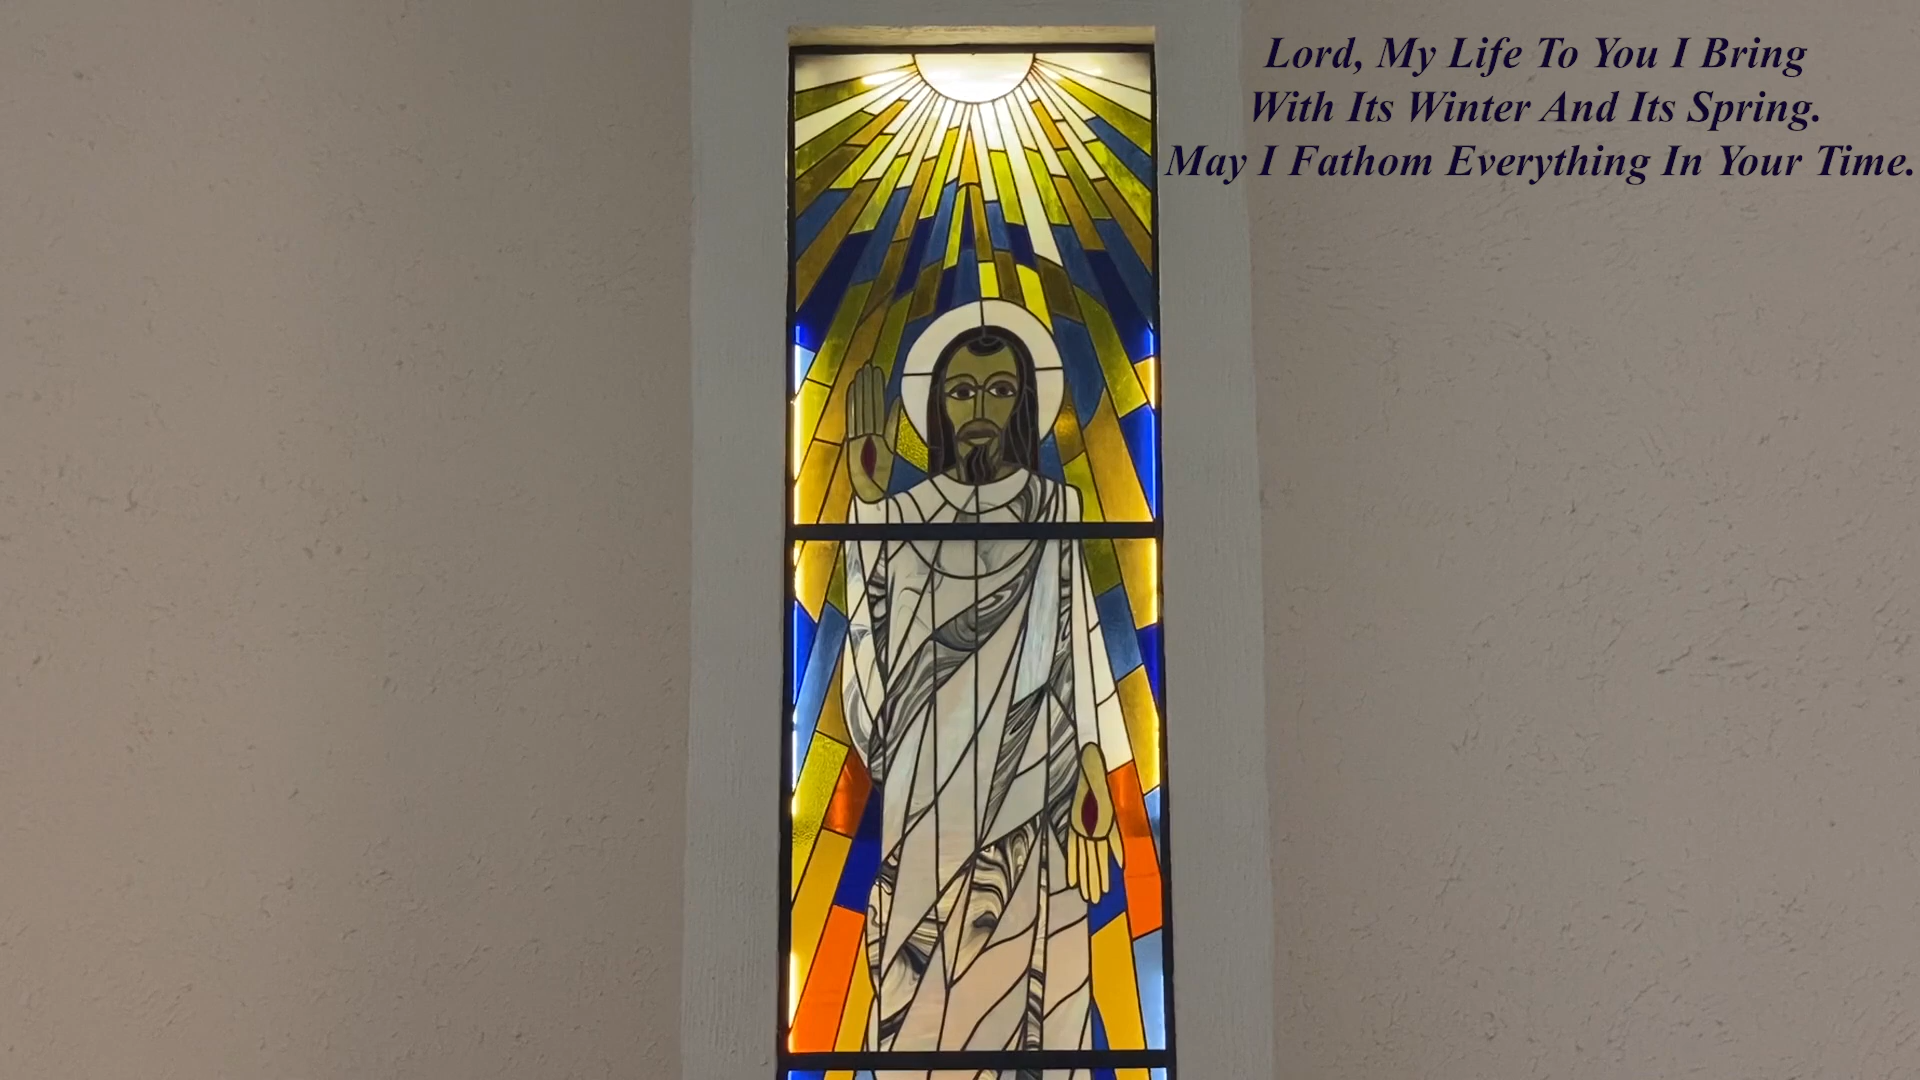 Lord, My Life To You I Bring
With Its Winter And Its Spring.
May I Fathom Everything In Your Time.